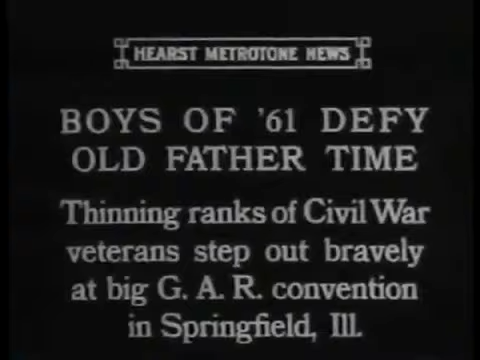 HEARST METROTONE NEWS
BOYS OF '61 DEFY
OLD FATHER TIME
Thinning ranks of Civil War
veterans step out bravely
at big G. A. R. convention
in Springfield, Ill.